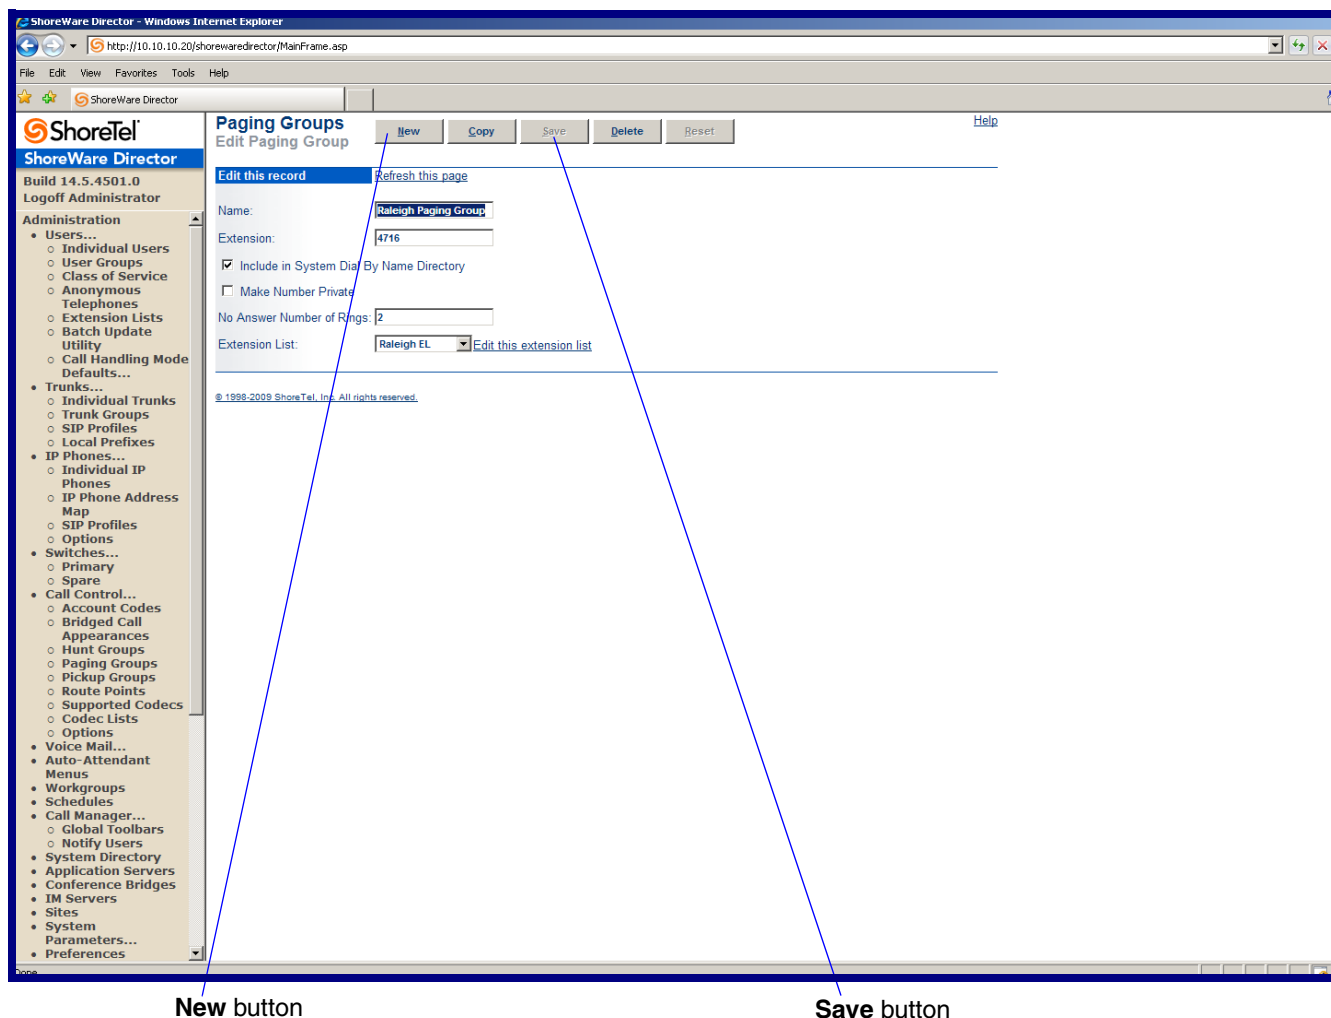 ShoreWare Director - Windows Internet Explorer
http://10.10.10.20/shorewaredirector/MainFrame.asp
File Edit View Favorites Tools Help
ShoreWare Director
ShoreTel
ShoreWare Director
Build 14.5.4501.0
Logoff Administrator
Administration
Users...
Individual Users
User Groups
Class of Service
Anonymous
Telephones
Extension Lists
Batch Update
Utility
Call Handling Mode
Defaults...
Trunks...
Individual Trunks
Trunk Groups
SIP Profiles
Local Prefixes
IP Phones...
Individual IP
Phones
IP Phone Address
Map
SIP Profiles
Options
Switches...
Primary
Spare
Call Control...
Account Codes
Bridged Call
Appearances
Hunt Groups
Paging Groups
Pickup Groups
Route Points
Supported Codecs
Codec Lists
Options
Voice Mail...
Auto-Attendant
Menus
Workgroups
Schedules
Call Manager...
Global Toolbars
Notify Users
System Directory
Application Servers
Conference Bridges
IM Servers
Sites
System
Parameters...
Preferences
Paging Groups
Edit Paging Group
New Copy Save Delete Reset
Help
Edit this record Refresh this page
Name: Raleigh Paging Group
Extension: 4716
Include in System Dial By Name Directory
Make Number Private
No Answer Number of Rings: 2
Extension List: Raleigh EL Edit this extension list
© 1998-2009 ShoreTel, Inc. All rights reserved.
Done
New button
Save button